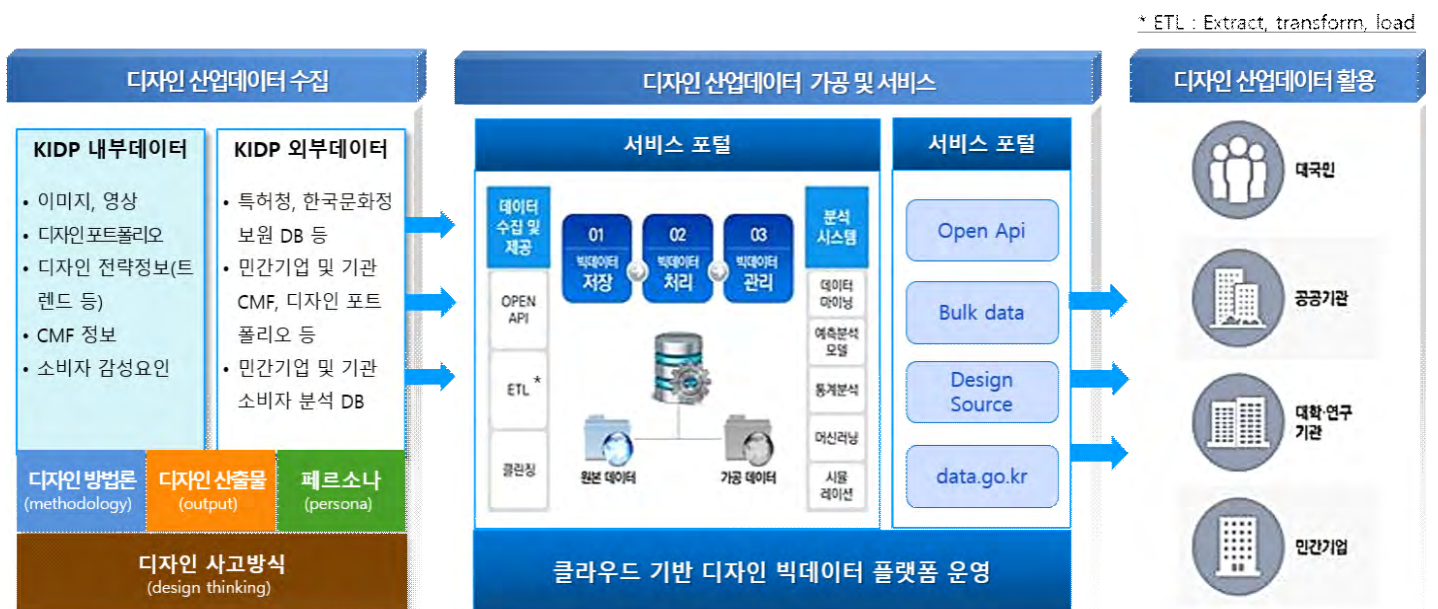 * ETL : Extract, transform, load
디자인 산업데이터 수집
KIDP 내부데이터
• 이미지, 영상
• 디자인포트폴리오
• 디자인 전략정보(트
렌드 등)
• CMF 정보
• 소비자 감성요인
KIDP 외부데이터
• 특허청, 한국문화정
보원 DB 등
• 민간기업 및 기관
CMF, 디자인 포트
폴리오 등
• 민간기업 및 기관
소비자 분석 DB
디자인 방법론
(methodology)
디자인 산출물
(output)
페르소나
(persona)
디자인 사고방식
(design thinking)
디자인 산업데이터 가공 및 서비스
서비스 포털
데이터
수집 및
제공
OPEN
API
ETL *
클린징
01
빅데이터
저장
02
빅데이터
처리
03
빅데이터
관리
원본 데이터
가공 데이터
분석
시스템
데이터
마이닝
예측분석
모델
통계분석
머신러닝
시뮬
레이션
서비스 포털
Open Api
Bulk data
Design
Source
data.go.kr
클라우드 기반 디자인 빅데이터 플랫폼 운영
디자인 산업데이터 활용
대국민
공공기관
대학·연구
기관
민간기업